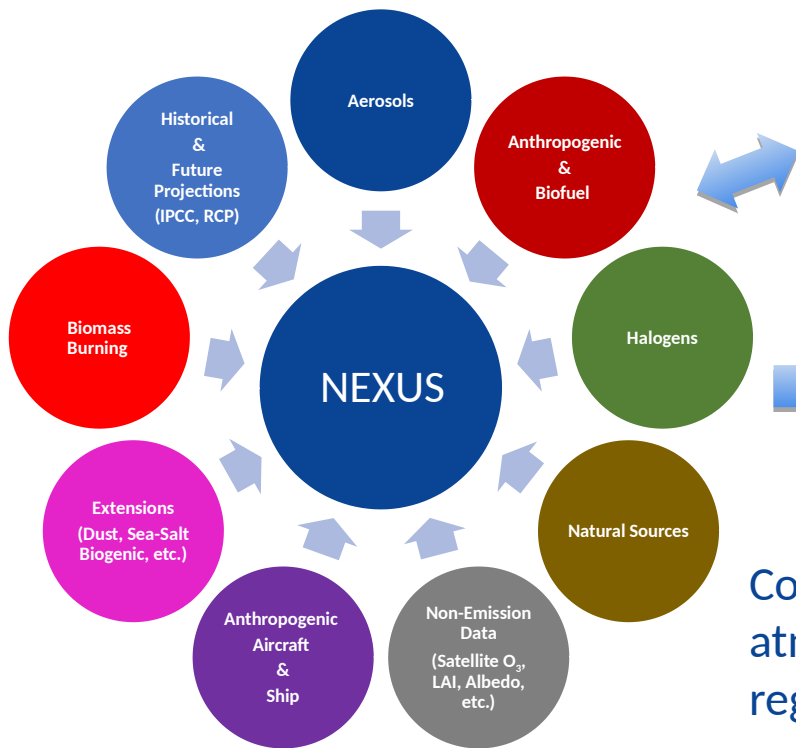 Aerosols
Historical
&
Future
Projections
(IPCC, RCP)
Anthropogenic
&
Biofuel
Biomass
Burning
NEXUS
Halogens
Extensions
(Dust, Sea-Salt
Biogenic, etc.)
Natural Sources
Anthropogenic
Aircraft
&
Ship
Non-Emission
Data
(Satellite O₃,
LAI, Albedo,
etc.)
Co
atm
reg